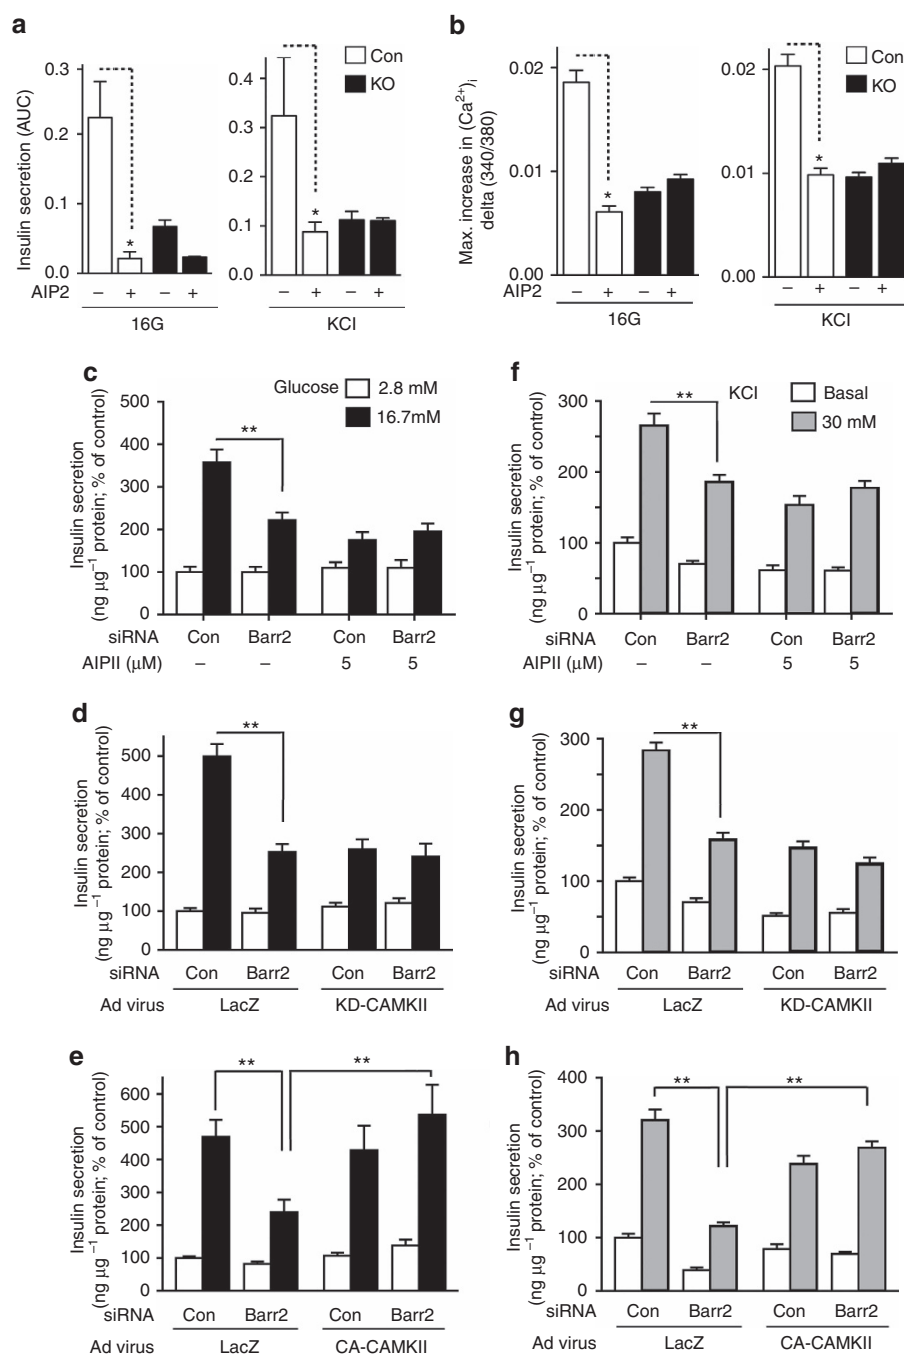 a
Insulin secretion (AUC)
0.3
0.2
0.1
0.0
*
AIP2
– + – +
16G
Con
KO
0.4
0.3
0.2
0.1
0.0
*
– + – +
KCl
b
Max. increase in (Ca²⁺)ᵢ
delta (340/380)
0.02
0.01
0.00
*
AIP2
– + – +
16G
Con
KO
0.02
0.01
0.00
*
– + – +
KCl
c
Insulin secretion
(ng μg⁻¹ protein; % of control)
Glucose 2.8 mM
16.7mM
500
400
300
200
100
0
**
siRNA Con Barr2 Con Barr2
AIPII (μM) – – 5 5
f
Insulin secretion
(ng μg⁻¹ protein; % of control)
KCl Basal
30 mM
300
200
100
0
**
siRNA Con Barr2 Con Barr2
AIPII (μM) – – 5 5
d
Insulin secretion
(ng μg⁻¹ protein; % of control)
500
400
300
200
100
0
**
siRNA Con Barr2 Con Barr2
Ad virus LacZ KD-CAMKII
g
Insulin secretion
(ng μg⁻¹ protein; % of control)
300
200
100
0
**
siRNA Con Barr2 Con Barr2
Ad virus LacZ KD-CAMKII
e
Insulin secretion
(ng μg⁻¹ protein; % of control)
600
500
400
300
200
100
0
** **
siRNA Con Barr2 Con Barr2
Ad virus LacZ CA-CAMKII
h
Insulin secretion
(ng μg⁻¹ protein; % of control)
400
300
200
100
0
** **
siRNA Con Barr2 Con Barr2
Ad virus LacZ CA-CAMKII